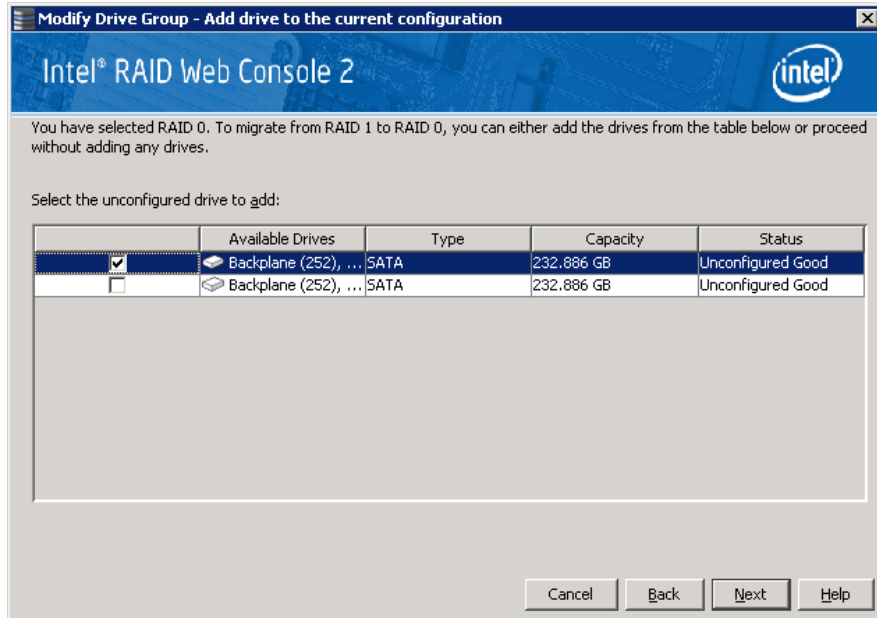 Modify Drive Group - Add drive to the current configuration
Intel® RAID Web Console 2
intel
You have selected RAID 0. To migrate from RAID 1 to RAID 0, you can either add the drives from the table below or proceed
without adding any drives.
Select the unconfigured drive to add:
Available Drives Type Capacity Status
Backplane (252), ... SATA 232.886 GB Unconfigured Good
Backplane (252), ... SATA 232.886 GB Unconfigured Good
Cancel Back Next Help